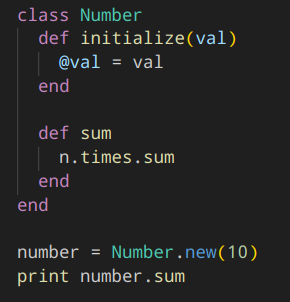 class Number
  def initialize(val)
    @val = val
  end

  def sum
    n.times.sum
  end
end

number = Number.new(10)
print number.sum